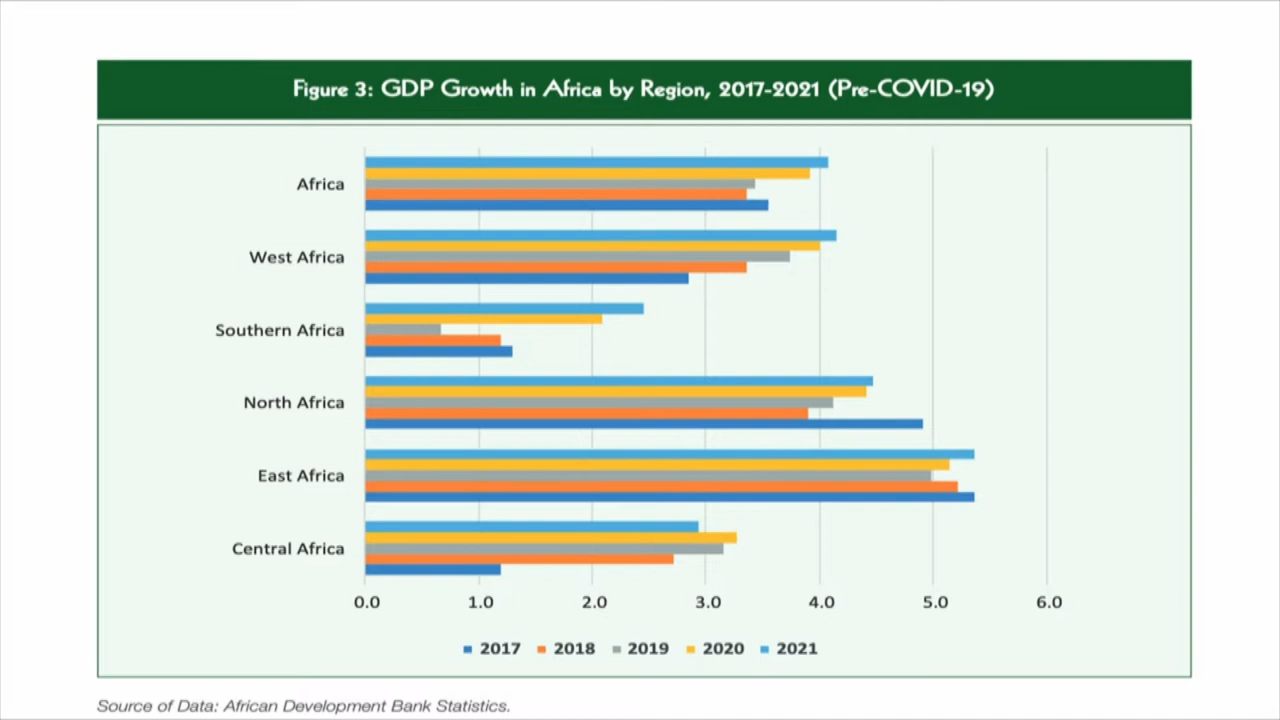 Figure 3: GDP Growth in Africa by Region, 2017-2021 (Pre-COVID-19)
Africa
West Africa
Southern Africa
North Africa
East Africa
Central Africa
0.0 1.0 2.0 3.0 4.0 5.0 6.0
2017 2018 2019 2020 2021
Source of Data: African Development Bank Statistics.